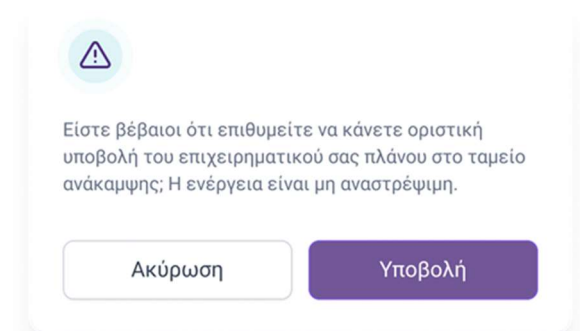 Είστε βέβαιοι ότι επιθυμείτε να κάνετε οριστική
υποβολή του επιχειρηματικού σας πλάνου στο ταμείο
ανάκαμψης; Η ενέργεια είναι μη αναστρέψιμη.
Ακύρωση
Υποβολή